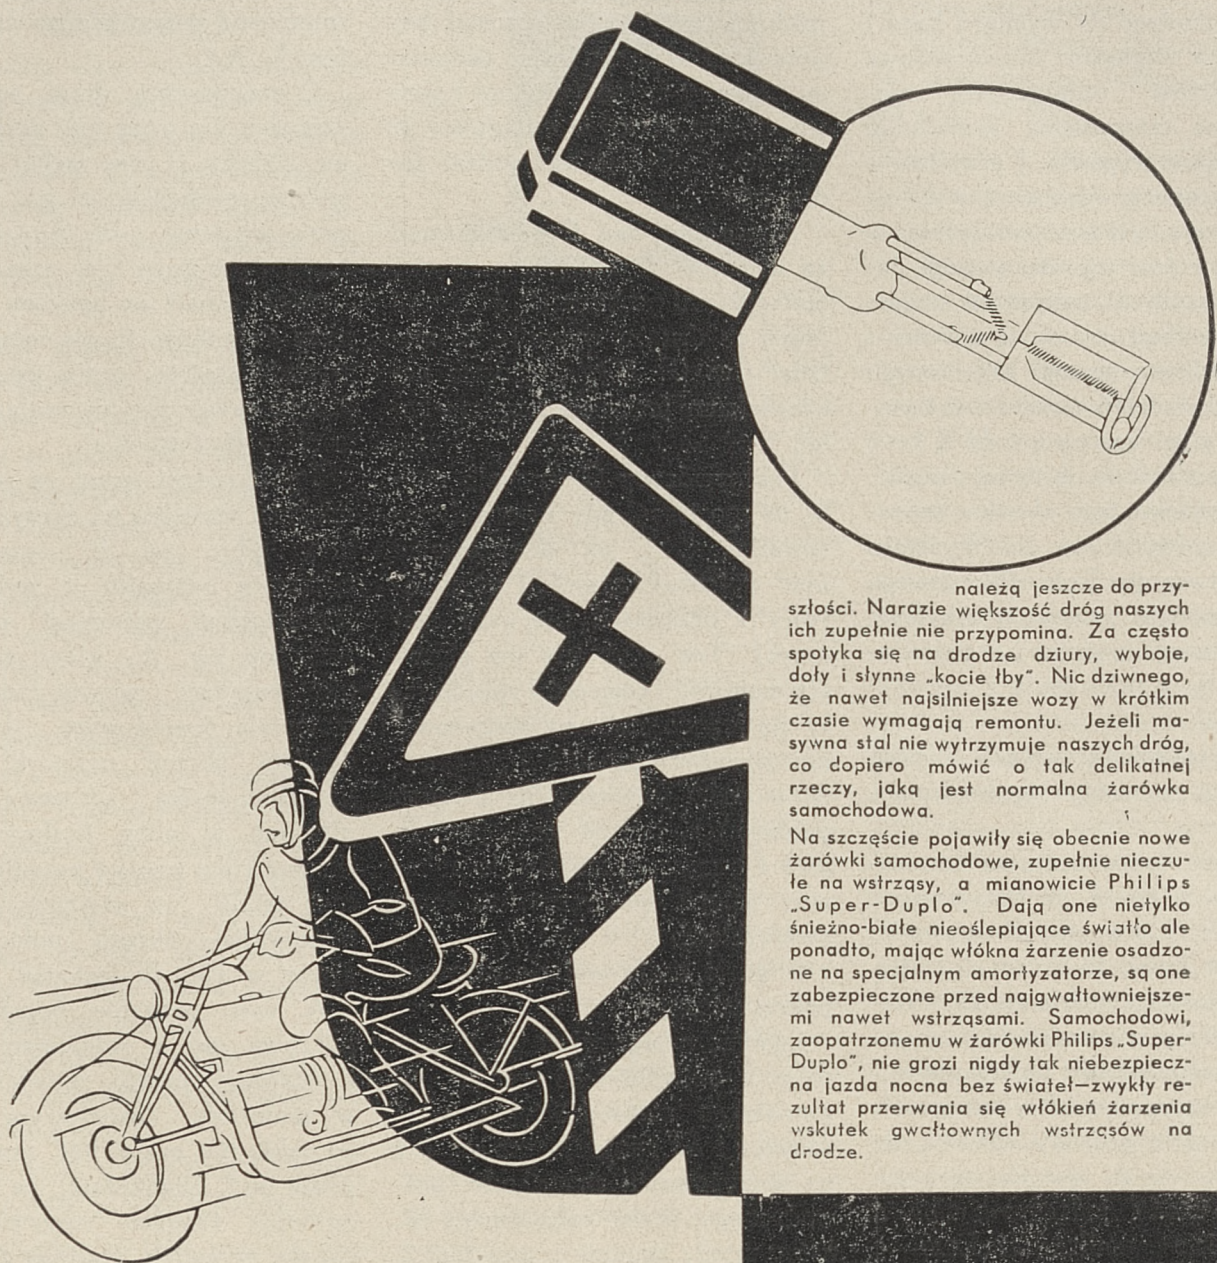 należą jeszcze do przy-
szłości. Narazie większość dróg naszych
ich zupełnie nie przypomina. Za często
spotyka się na drodze dziury, wyboje,
doły i słynne „kocie łby”. Nic dziwnego,
że nawet najsilniejsze wozy w krótkim
czasie wymagają remontu. Jeżeli ma-
sywna stal nie wytrzymuje naszych dróg,
co dopiero mówić o tak delikatnej
rzeczy, jaką jest normalna żarówka
samochodowa.
Na szczęście pojawiły się obecnie nowe
żarówki samochodowe, zupełnie nieczu-
łe na wstrząsy, a mianowicie Philips
„Super-Duplo”. Dają one nietylko
śnieżno-białe nieoślepiające światło ale
ponadto, mając włókna żarzenie osadzo-
ne na specjalnym amortyzatorze, są one
zabezpieczone przed najgwałtowniejsze-
mi nawet wstrząsami. Samochodowi,
zaopatrzonemu w żarówki Philips „Super-
Duplo”, nie grozi nigdy tak niebezpiecz-
na jazda nocna bez świateł—zwykły re-
zultat przerwania się włókien żarzenia
wskutek gwałtownych wstrząsów na
drodze.